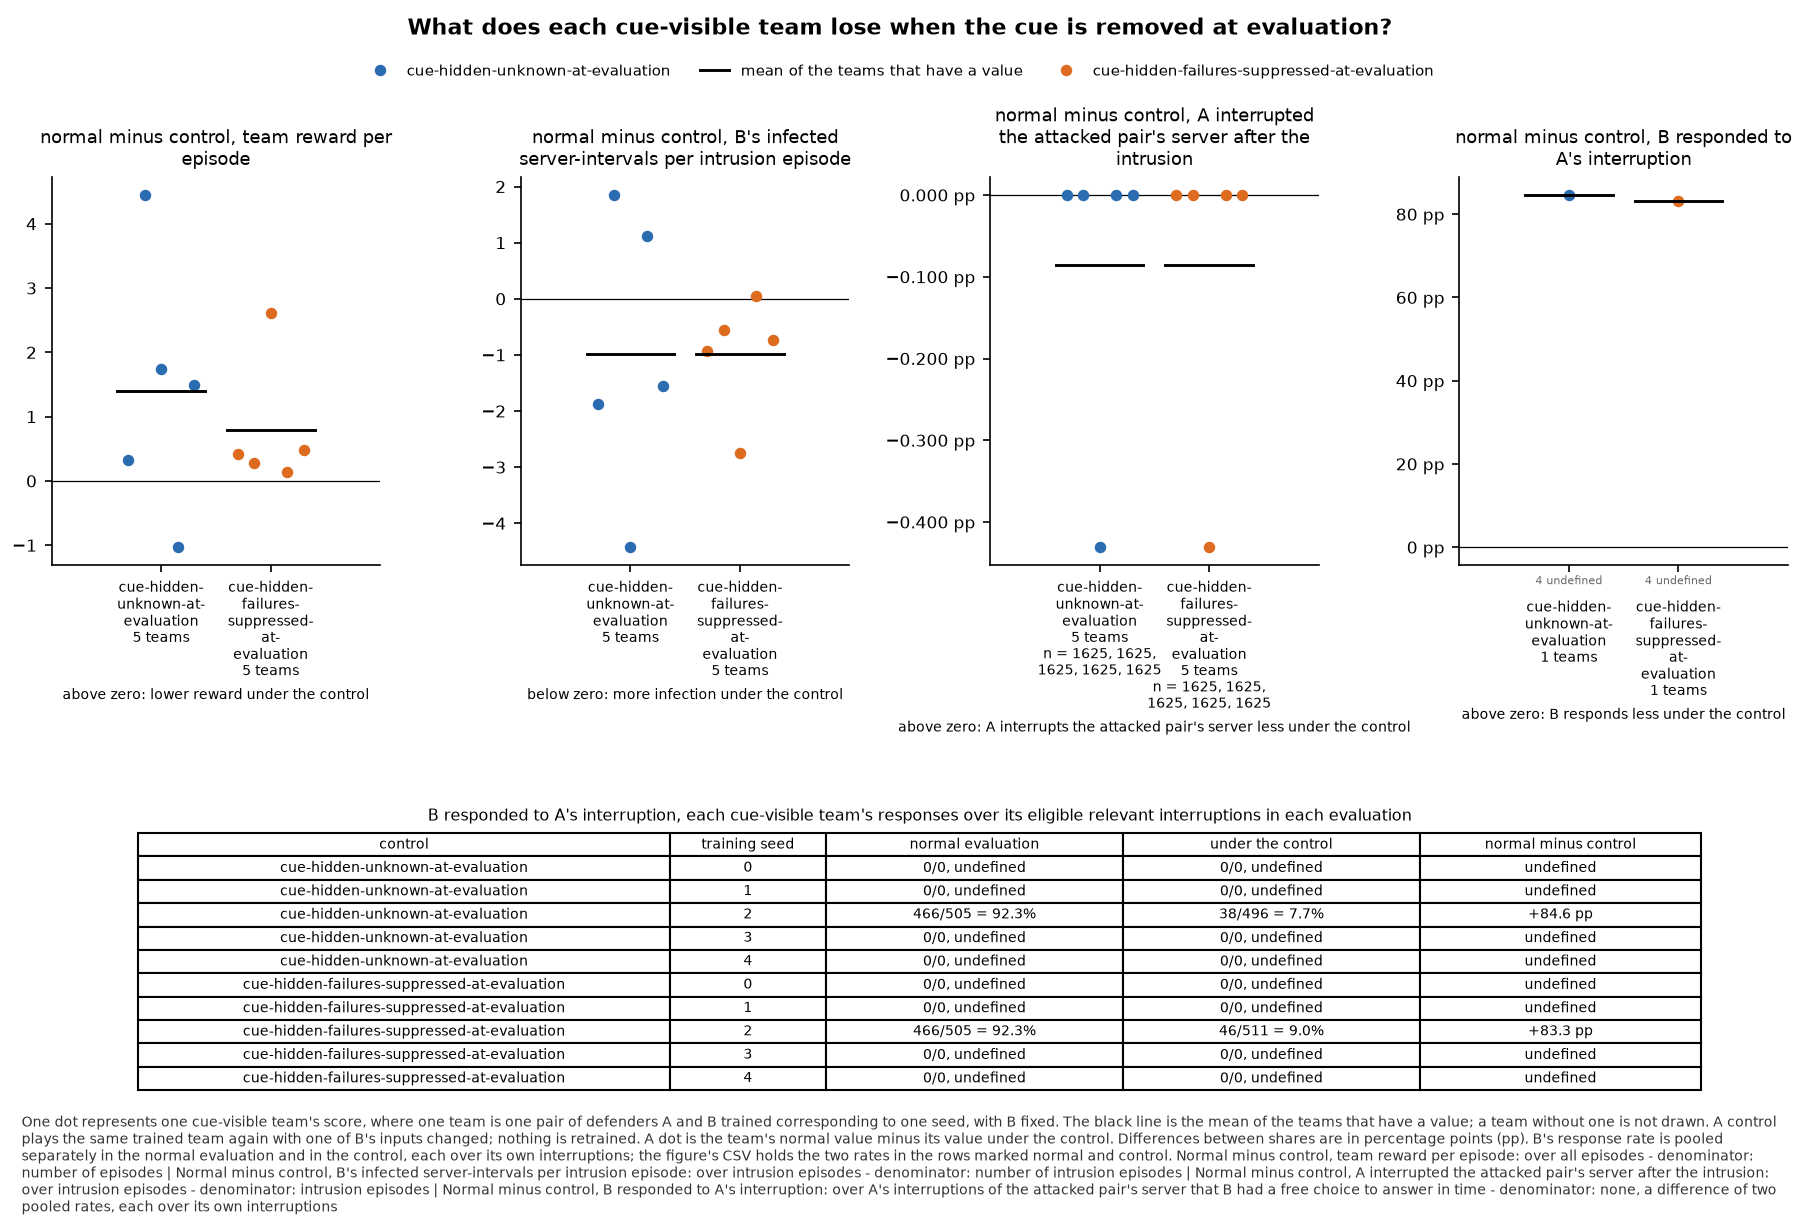 What does each cue-visible team lose when the cue is removed at evaluation?
cue-hidden-unknown-at-evaluation
mean of the teams that have a value
cue-hidden-failures-suppressed-at-evaluation
normal minus control, team reward per
episode
4
3
2
1
0
−1
cue-hidden-
unknown-at-
evaluation
5 teams
cue-hidden-
failures-
suppressed-
at-
evaluation
5 teams
above zero: lower reward under the control
normal minus control, B's infected
server-intervals per intrusion episode
2
1
0
−1
−2
−3
−4
cue-hidden-
unknown-at-
evaluation
5 teams
cue-hidden-
failures-
suppressed-
at-
evaluation
5 teams
below zero: more infection under the control
normal minus control, A interrupted
the attacked pair's server after the
intrusion
0.000 pp
−0.100 pp
−0.200 pp
−0.300 pp
−0.400 pp
cue-hidden-
unknown-at-
evaluation
5 teams
n = 1625, 1625,
1625, 1625, 1625
cue-hidden-
failures-
suppressed-
at-
evaluation
5 teams
n = 1625, 1625,
1625, 1625, 1625
above zero: A interrupts the attacked pair's server less under the control
normal minus control, B responded to
A's interruption
80 pp
60 pp
40 pp
20 pp
0 pp
4 undefined
cue-hidden-
unknown-at-
evaluation
1 teams
4 undefined
cue-hidden-
failures-
suppressed-
at-
evaluation
1 teams
above zero: B responds less under the control
B responded to A's interruption, each cue-visible team's responses over its eligible relevant interruptions in each evaluation
control training seed normal evaluation under the control normal minus control
cue-hidden-unknown-at-evaluation 0 0/0, undefined 0/0, undefined undefined
cue-hidden-unknown-at-evaluation 1 0/0, undefined 0/0, undefined undefined
cue-hidden-unknown-at-evaluation 2 466/505 = 92.3% 38/496 = 7.7% +84.6 pp
cue-hidden-unknown-at-evaluation 3 0/0, undefined 0/0, undefined undefined
cue-hidden-unknown-at-evaluation 4 0/0, undefined 0/0, undefined undefined
cue-hidden-failures-suppressed-at-evaluation 0 0/0, undefined 0/0, undefined undefined
cue-hidden-failures-suppressed-at-evaluation 1 0/0, undefined 0/0, undefined undefined
cue-hidden-failures-suppressed-at-evaluation 2 466/505 = 92.3% 46/511 = 9.0% +83.3 pp
cue-hidden-failures-suppressed-at-evaluation 3 0/0, undefined 0/0, undefined undefined
cue-hidden-failures-suppressed-at-evaluation 4 0/0, undefined 0/0, undefined undefined
One dot represents one cue-visible team's score, where one team is one pair of defenders A and B trained corresponding to one seed, with B fixed. The black line is the mean of the teams that have a value; a team without one is not drawn. A control
plays the same trained team again with one of B's inputs changed; nothing is retrained. A dot is the team's normal value minus its value under the control. Differences between shares are in percentage points (pp). B's response rate is pooled
separately in the normal evaluation and in the control, each over its own interruptions; the figure's CSV holds the two rates in the rows marked normal and control. Normal minus control, team reward per episode: over all episodes - denominator:
number of episodes | Normal minus control, B's infected server-intervals per intrusion episode: over intrusion episodes - denominator: number of intrusion episodes | Normal minus control, A interrupted the attacked pair's server after the intrusion:
over intrusion episodes - denominator: intrusion episodes | Normal minus control, B responded to A's interruption: over A's interruptions of the attacked pair's server that B had a free choice to answer in time - denominator: none, a difference of two
pooled rates, each over its own interruptions